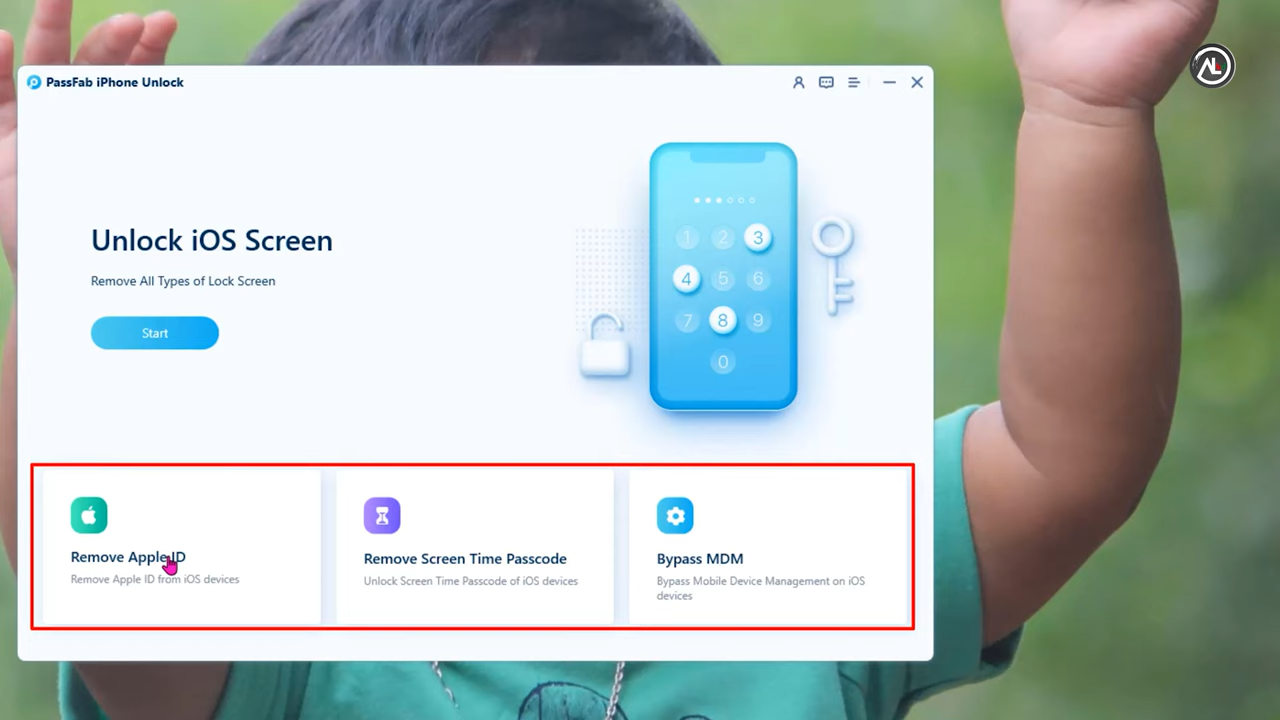 PassFab iPhone Unlock
Unlock iOS Screen
Remove All Types of Lock Screen
Start
1 2 3
4 5 6
7 8 9
0
Remove Apple ID
Remove Apple ID from iOS devices
Remove Screen Time Passcode
Unlock Screen Time Passcode of iOS devices
Bypass MDM
Bypass Mobile Device Management on iOS
devices
AL